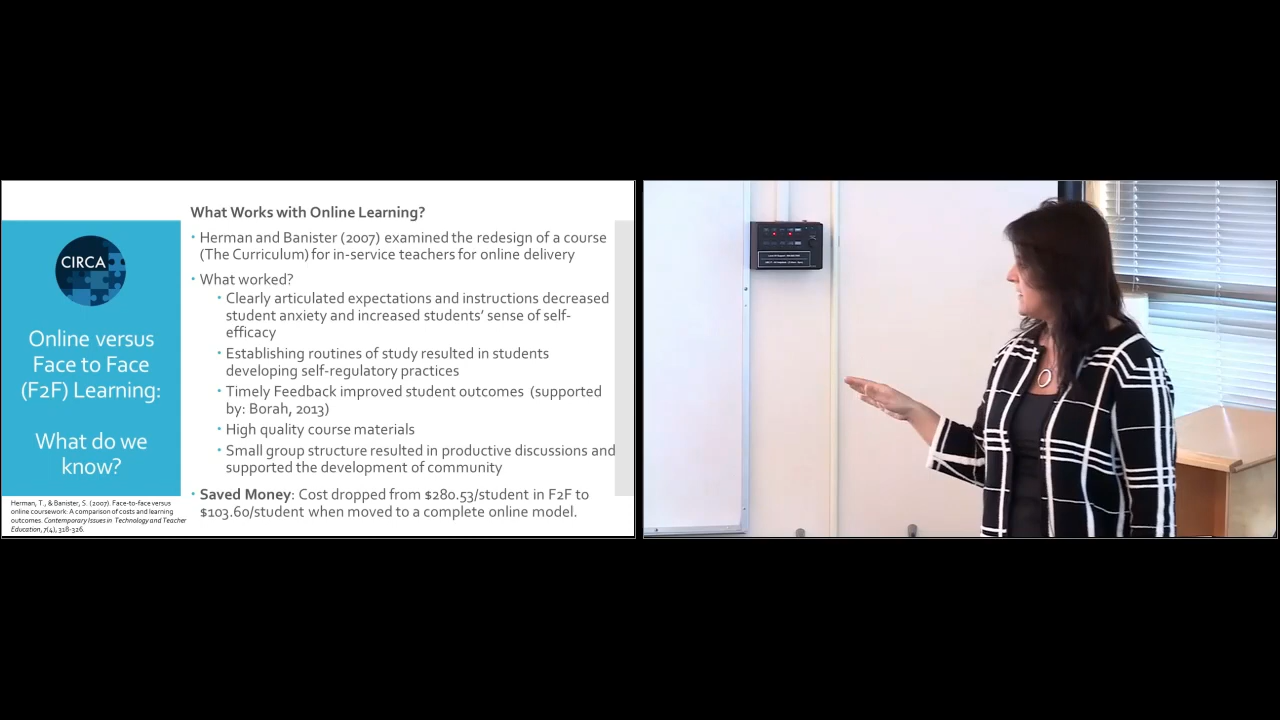 What Works with Online Learning?
• Herman and Banister (2007) examined the redesign of a course
(The Curriculum) for in-service teachers for online delivery
• What worked?
• Clearly articulated expectations and instructions decreased
student anxiety and increased students’ sense of self-
efficacy
• Establishing routines of study resulted in students
developing self-regulatory practices
• Timely Feedback improved student outcomes (supported
by: Borah, 2013)
• High quality course materials
• Small group structure resulted in productive discussions and
supported the development of community
• Saved Money: Cost dropped from $280.53/student in F2F to
$103.60/student when moved to a complete online model.
CIRCA
Online versus
Face to Face
(F2F) Learning:
What do we
know?
Herman, T., & Banister, S. (2007). Face-to-face versus
online coursework: A comparison of costs and learning
outcomes. Contemporary Issues in Technology and Teacher
Education, 7(4), 318-326.